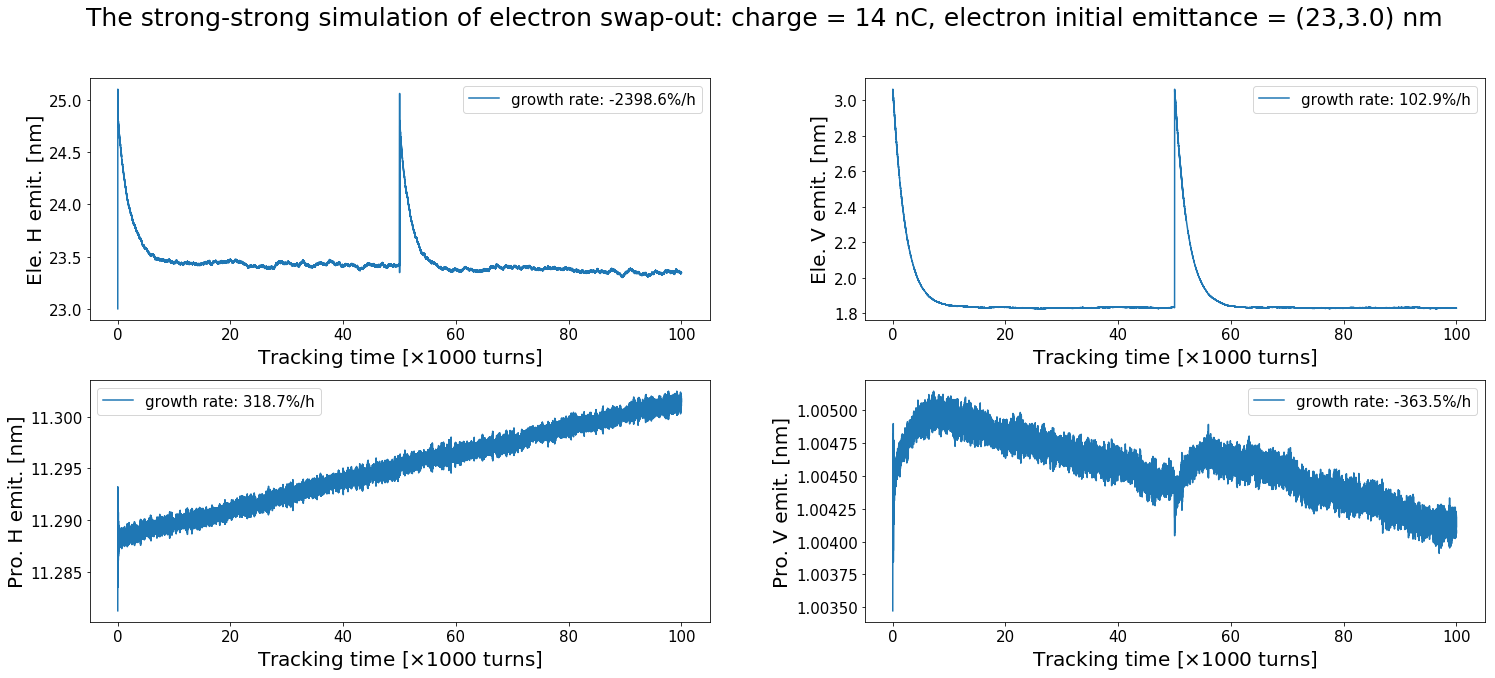 The strong-strong simulation of electron swap-out: charge = 14 nC, electron initial emittance = (23,3.0) nm
growth rate: -2398.6%/h
Ele. H emit. [nm]
25.0
24.5
24.0
23.5
23.0
0 20 40 60 80 100
Tracking time [×1000 turns]
growth rate: 102.9%/h
Ele. V emit. [nm]
3.0
2.8
2.6
2.4
2.2
2.0
1.8
0 20 40 60 80 100
Tracking time [×1000 turns]
growth rate: 318.7%/h
Pro. H emit. [nm]
11.300
11.295
11.290
11.285
0 20 40 60 80 100
Tracking time [×1000 turns]
growth rate: -363.5%/h
Pro. V emit. [nm]
1.00500
1.00475
1.00450
1.00425
1.00400
1.00375
1.00350
0 20 40 60 80 100
Tracking time [×1000 turns]